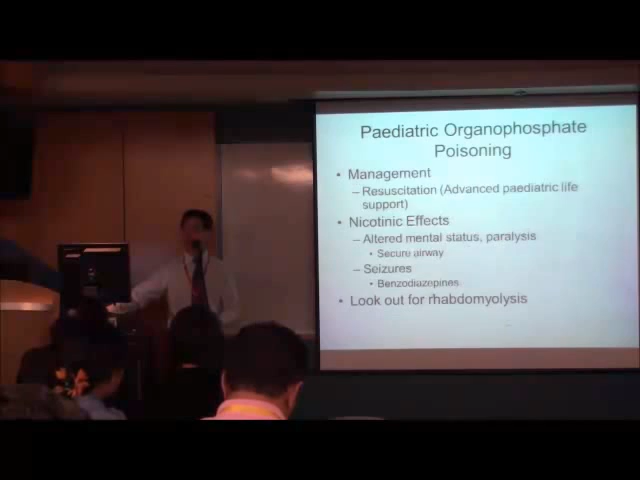 Paediatric Organophosphate
Poisoning
• Management
– Resuscitation (Advanced paediatric life
support)
• Nicotinic Effects
– Altered mental status, paralysis
• Secure airway
– Seizures
• Benzodiazepines
• Look out for rhabdomyolysis